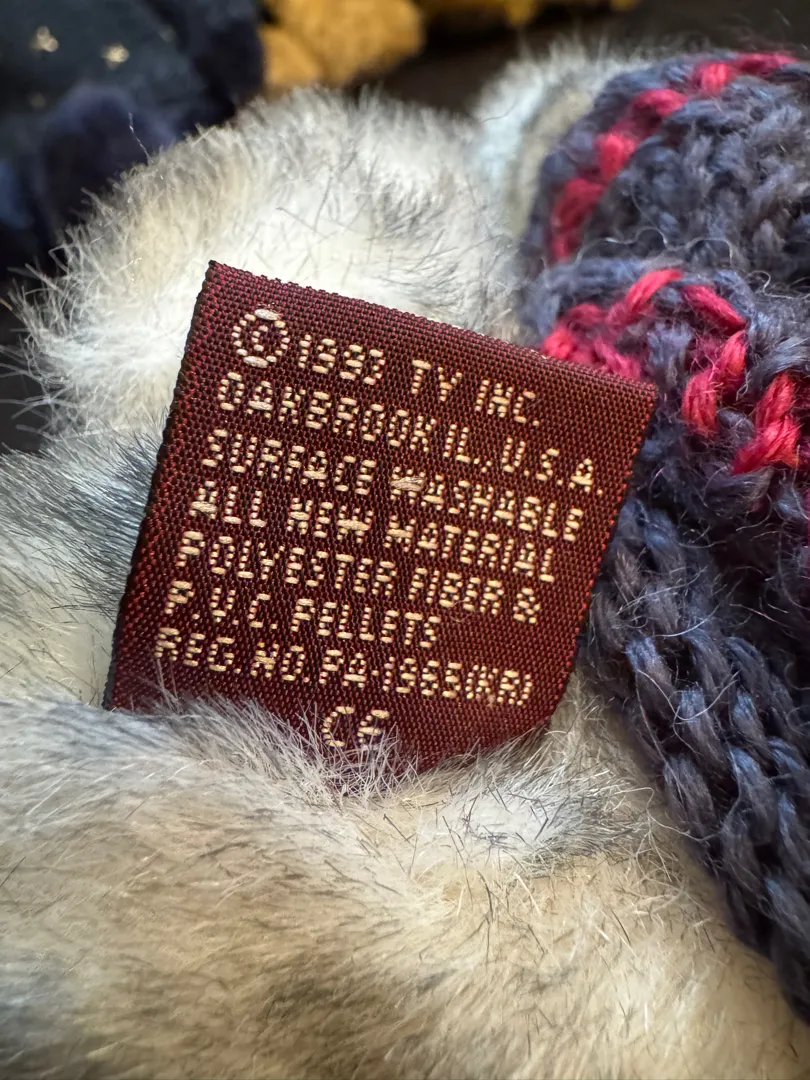 © 1993 TY INC.
OAKBROOK IL. U.S.A.
SURFACE WASHABLE
ALL NEW MATERIAL
POLYESTER FIBER &
P.V.C. PELLETS
REG. NO. PA-1965(KR)
CE